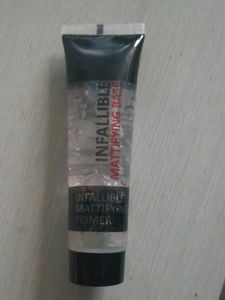 INFALLIBLE
MATTIFYING BASE
INFALLIBLE
MATTIFYING
PRIMER